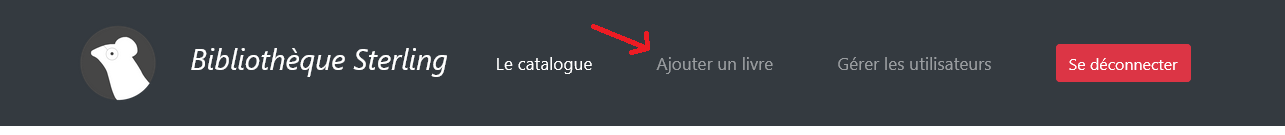 Bibliothèque Sterling Le catalogue Ajouter un livre Gérer les utilisateurs Se déconnecter